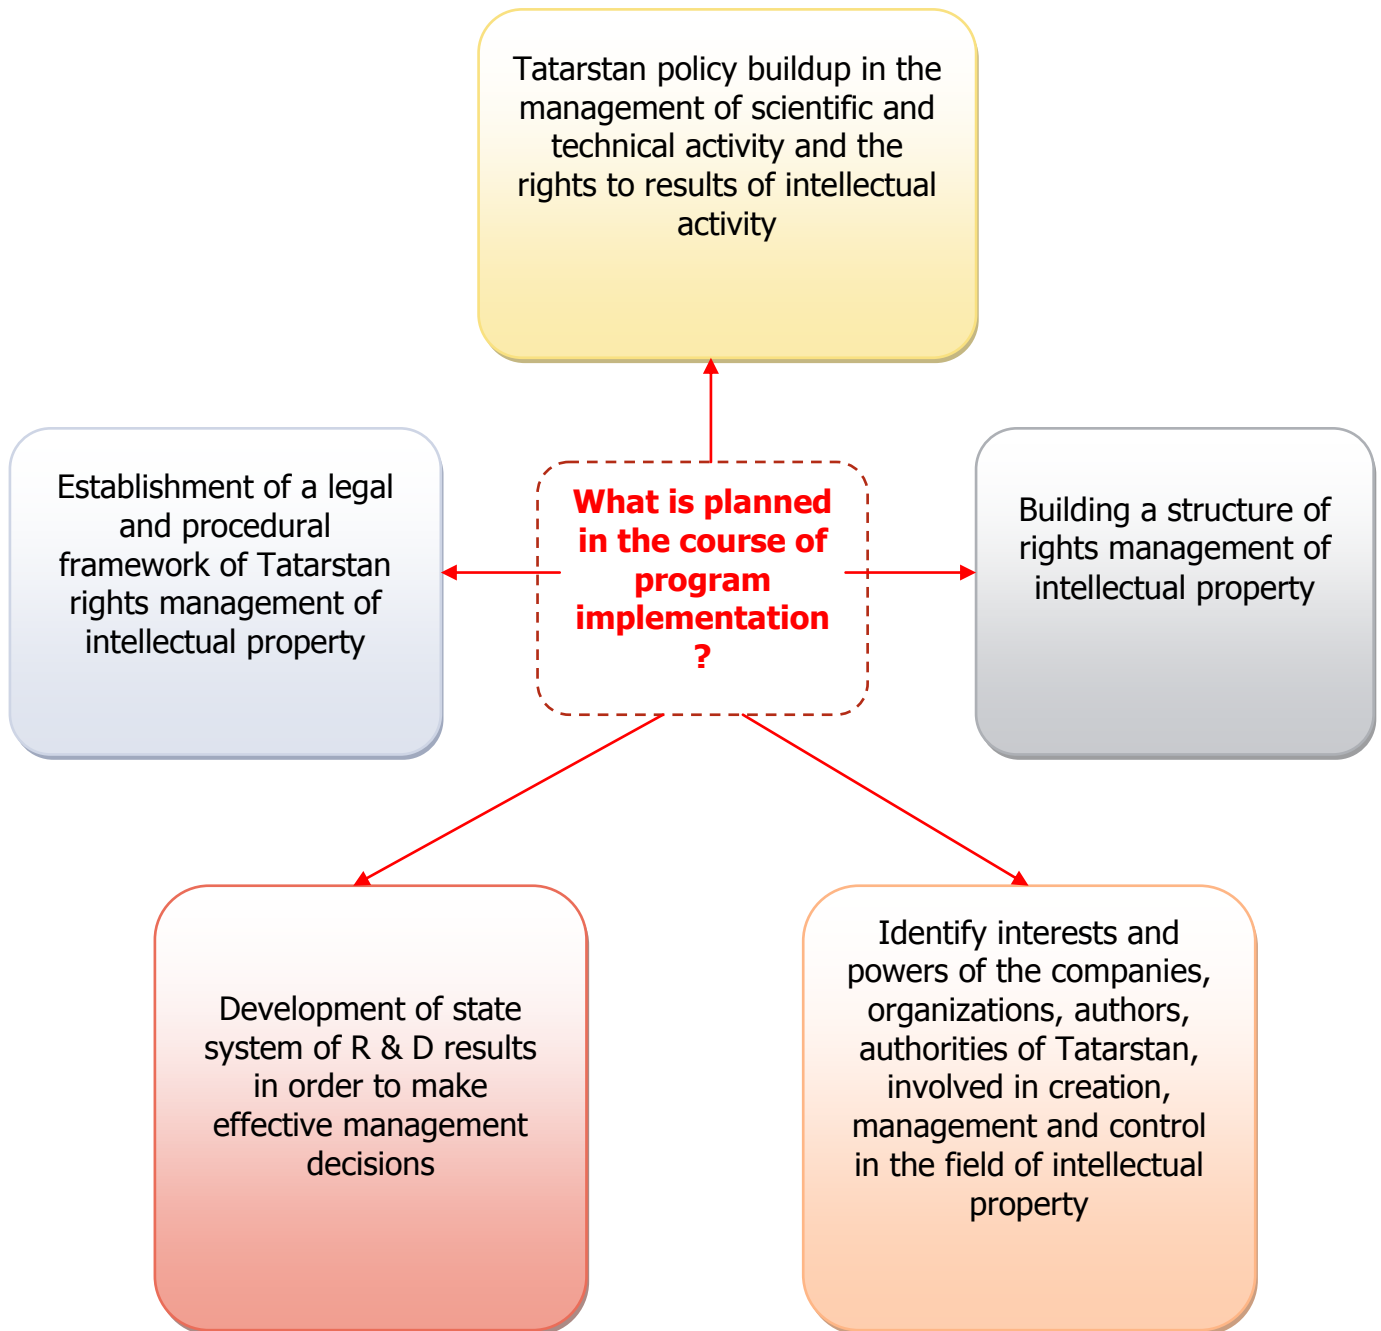 Tatarstan policy buildup in the
management of scientific and
technical activity and the
rights to results of intellectual
activity
Establishment of a legal
and procedural
framework of Tatarstan
rights management of
intellectual property
What is planned
in the course of
program
implementation
?
Building a structure of
rights management of
intellectual property
Development of state
system of R & D results
in order to make
effective management
decisions
Identify interests and
powers of the companies,
organizations, authors,
authorities of Tatarstan,
involved in creation,
management and control
in the field of intellectual
property